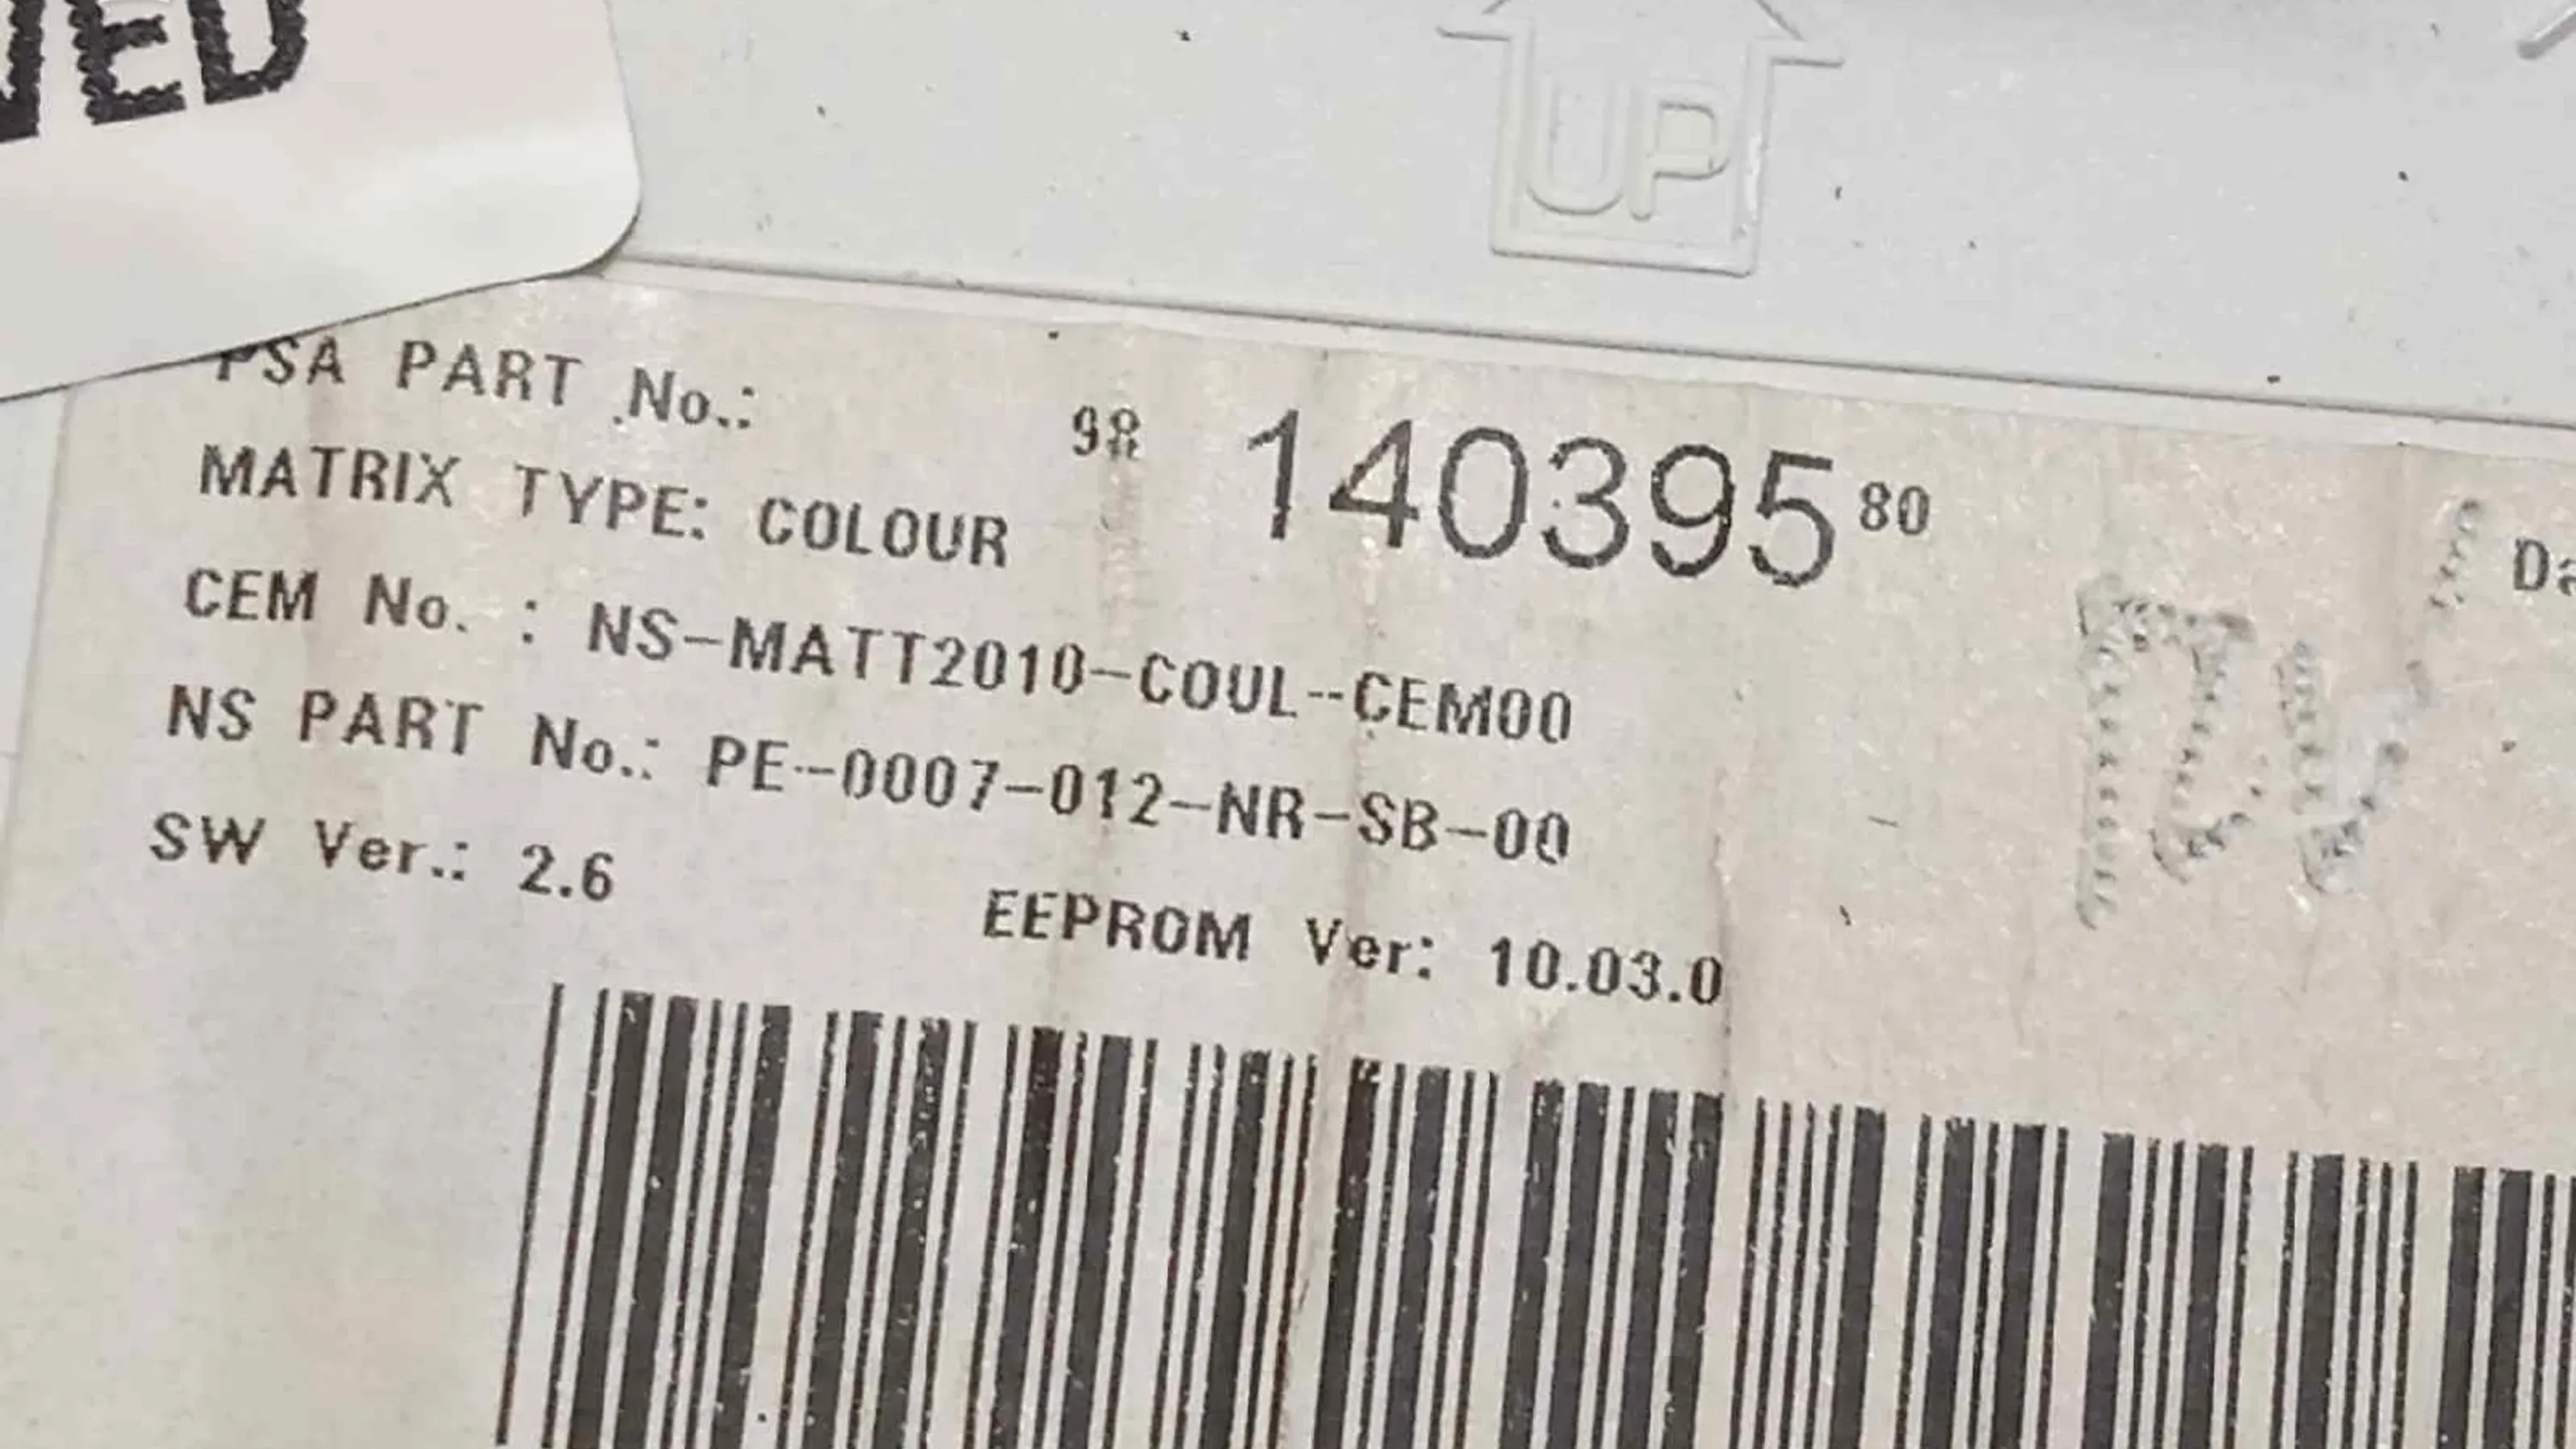 UP
PSA PART No.: 98 140395 80
MATRIX TYPE: COLOUR
CEM No. : NS-MATT2010-COUL--CEM00
NS PART No.: PE--0007-012-NR-SB-00
SW Ver.: 2.6
EEPROM Ver: 10.03.0